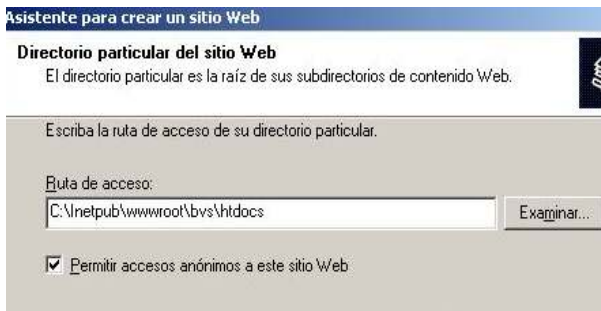 Asistente para crear un sitio Web
Directorio particular del sitio Web
El directorio particular es la raíz de sus subdirectorios de contenido Web.
Escriba la ruta de acceso de su directorio particular.
Ruta de acceso:
C:\Inetpub\wwwroot\bvs\htdocs
Examinar...
Permitir accesos anónimos a este sitio Web